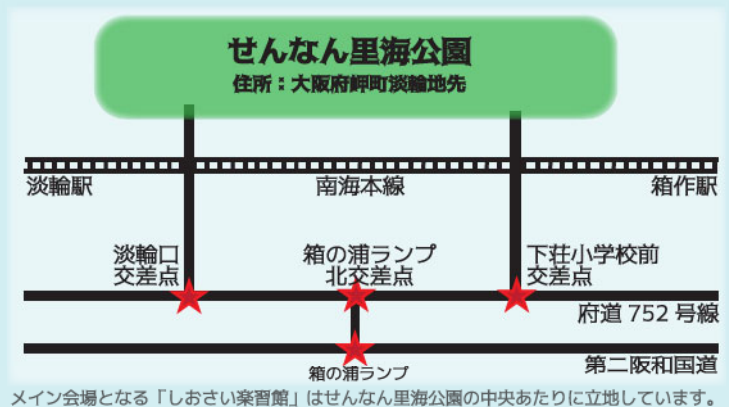 せんなん里海公園
住所：大阪府岬町淡輪地先
淡輪駅
南海本線
箱作駅
淡輪口
交差点
箱の浦ランプ
北交差点
下荘小学校前
交差点
府道 752 号線
箱の浦ランプ
第二阪和国道
メイン会場となる「しおさい楽習館」はせんなん里海公園の中央あたりに立地しています。